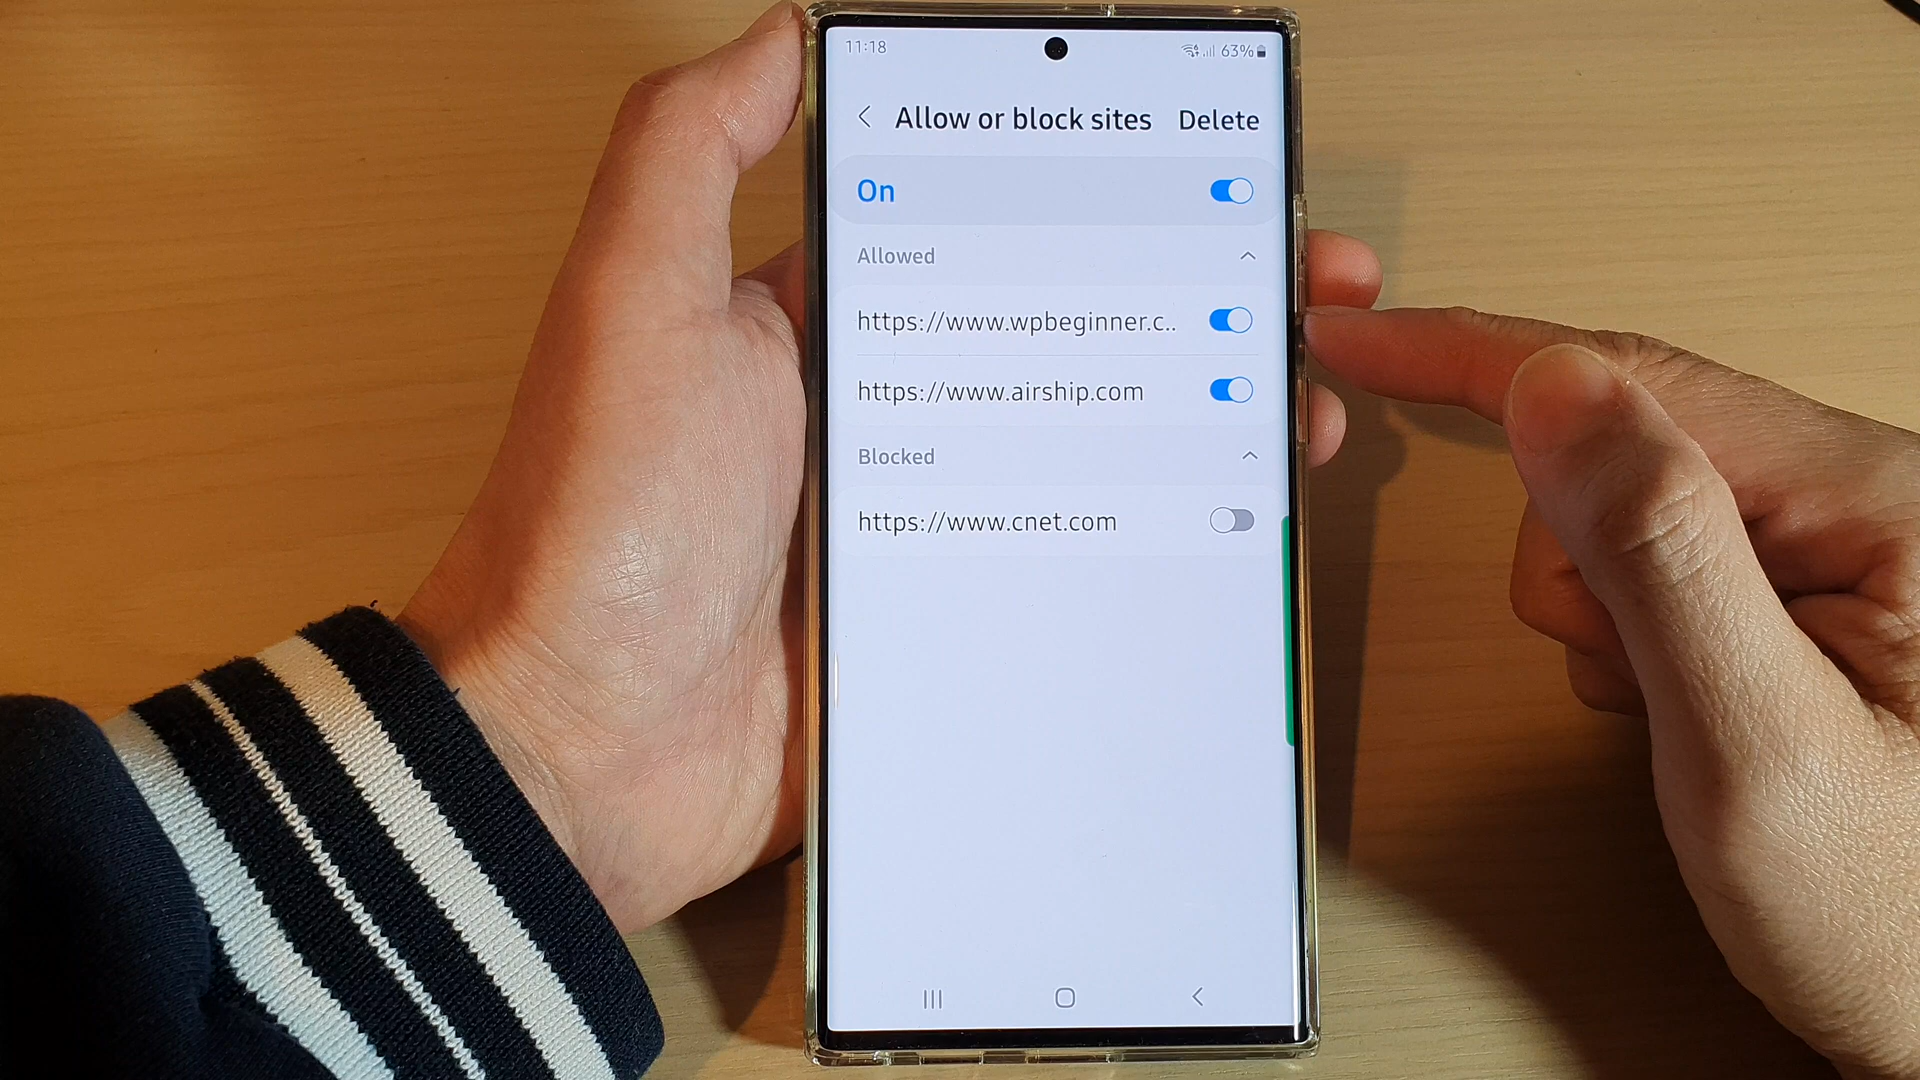 11:18 63%
Allow or block sites Delete
On
Allowed
https://www.wpbeginner.c..
https://www.airship.com
Blocked
https://www.cnet.com